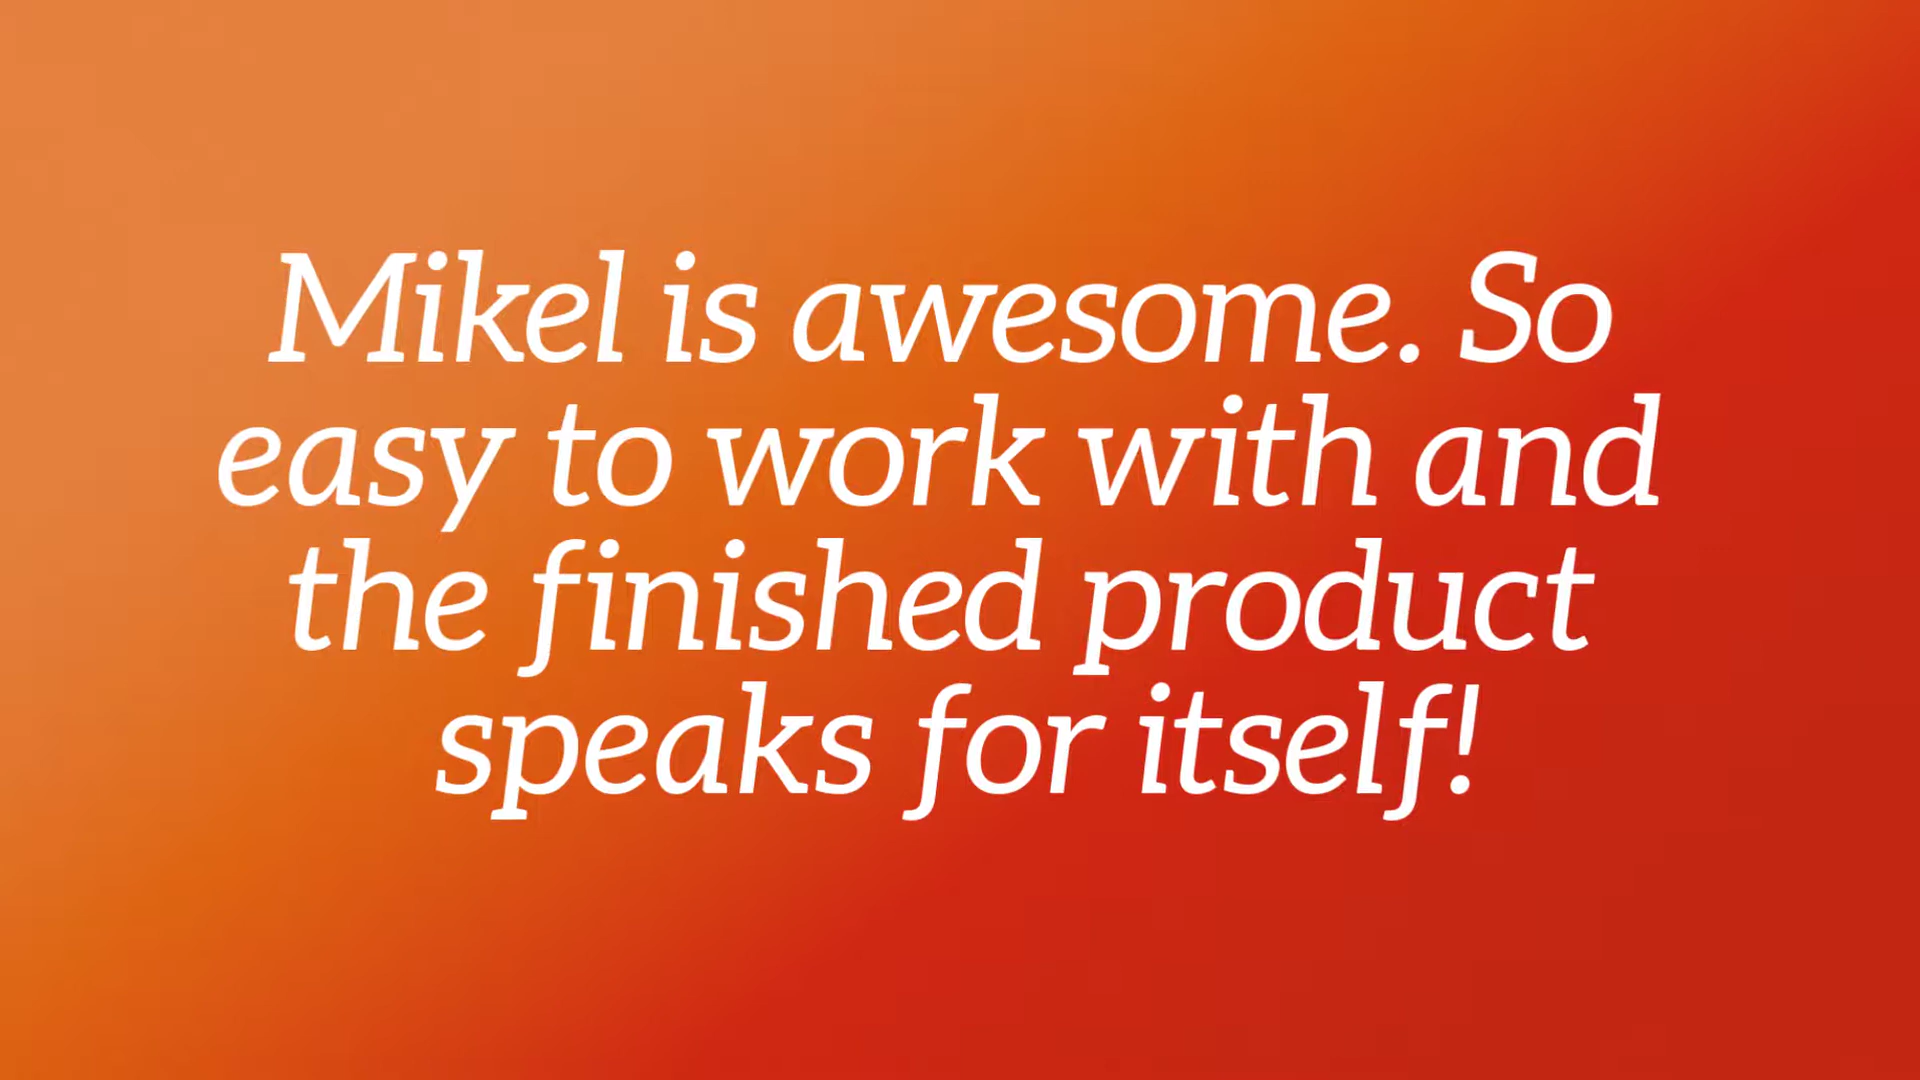 Mikel is awesome. So
easy to work with and
the finished product
speaks for itself!